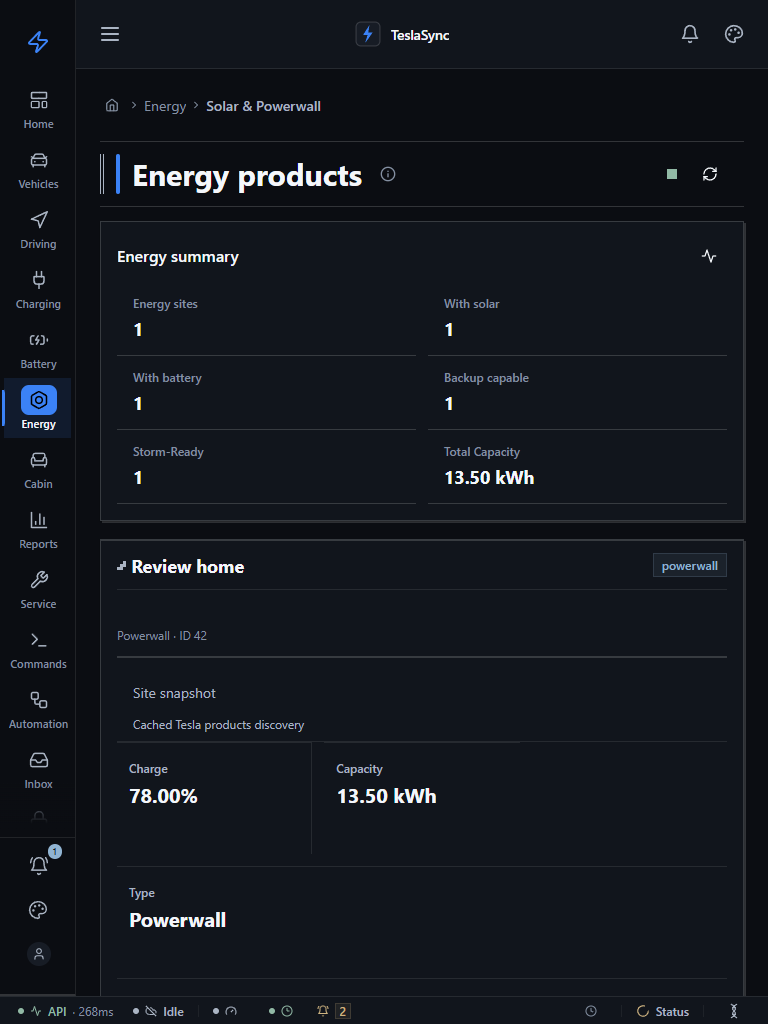 TeslaSync
Home
Vehicles
Driving
Charging
Battery
Energy
Cabin
Reports
Service
Commands
Automation
Inbox
1
Energy
Solar & Powerwall
Energy products
Energy summary
Energy sites
1
With solar
1
With battery
1
Backup capable
1
Storm-Ready
1
Total Capacity
13.50 kWh
Review home
powerwall
Powerwall · ID 42
Site snapshot
Cached Tesla products discovery
Charge
78.00%
Capacity
13.50 kWh
Type
Powerwall
API · 268ms
Idle
2
Status